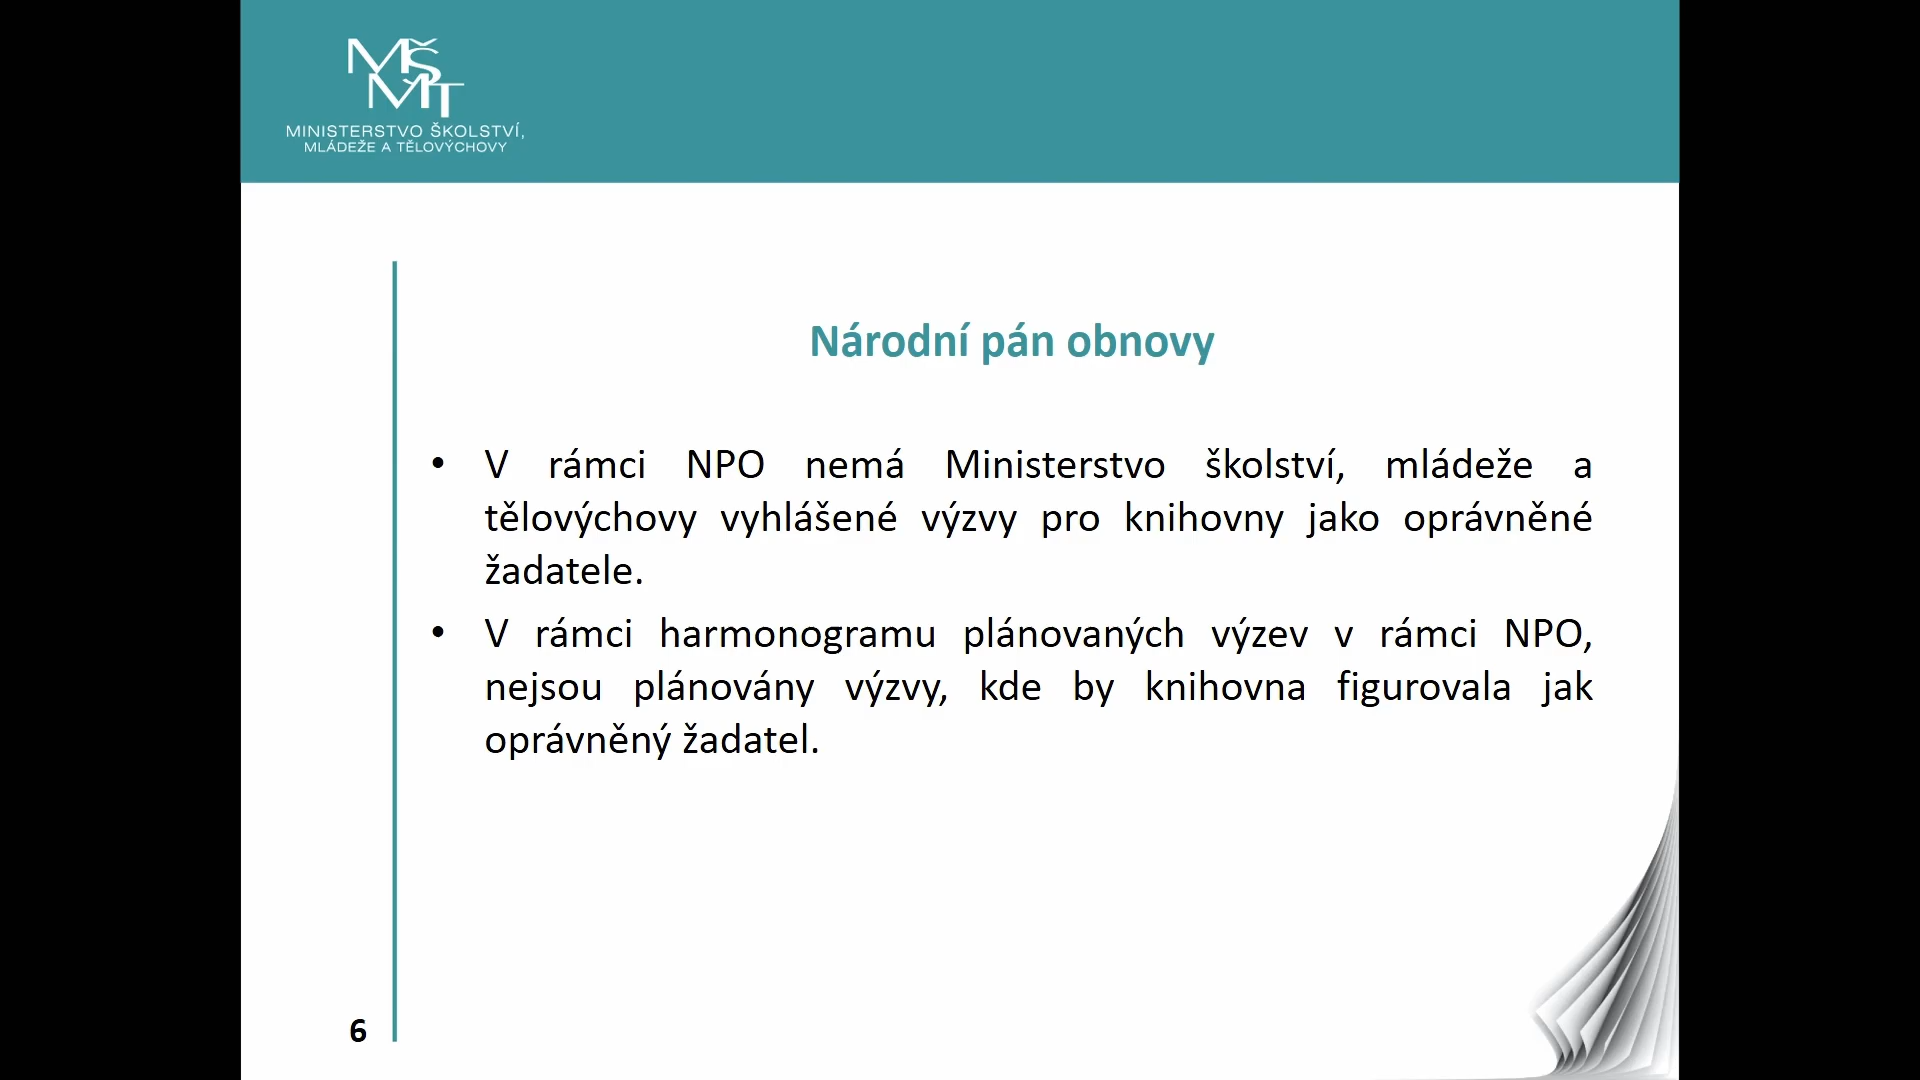 MŠMT
MINISTERSTVO ŠKOLSTVÍ,
MLÁDEŽE A TĚLOVÝCHOVY
Národní pán obnovy
• V rámci NPO nemá Ministerstvo školství, mládeže a
tělovýchovy vyhlášené výzvy pro knihovny jako oprávněné
žadatele.
• V rámci harmonogramu plánovaných výzev v rámci NPO,
nejsou plánovány výzvy, kde by knihovna figurovala jak
oprávněný žadatel.
6